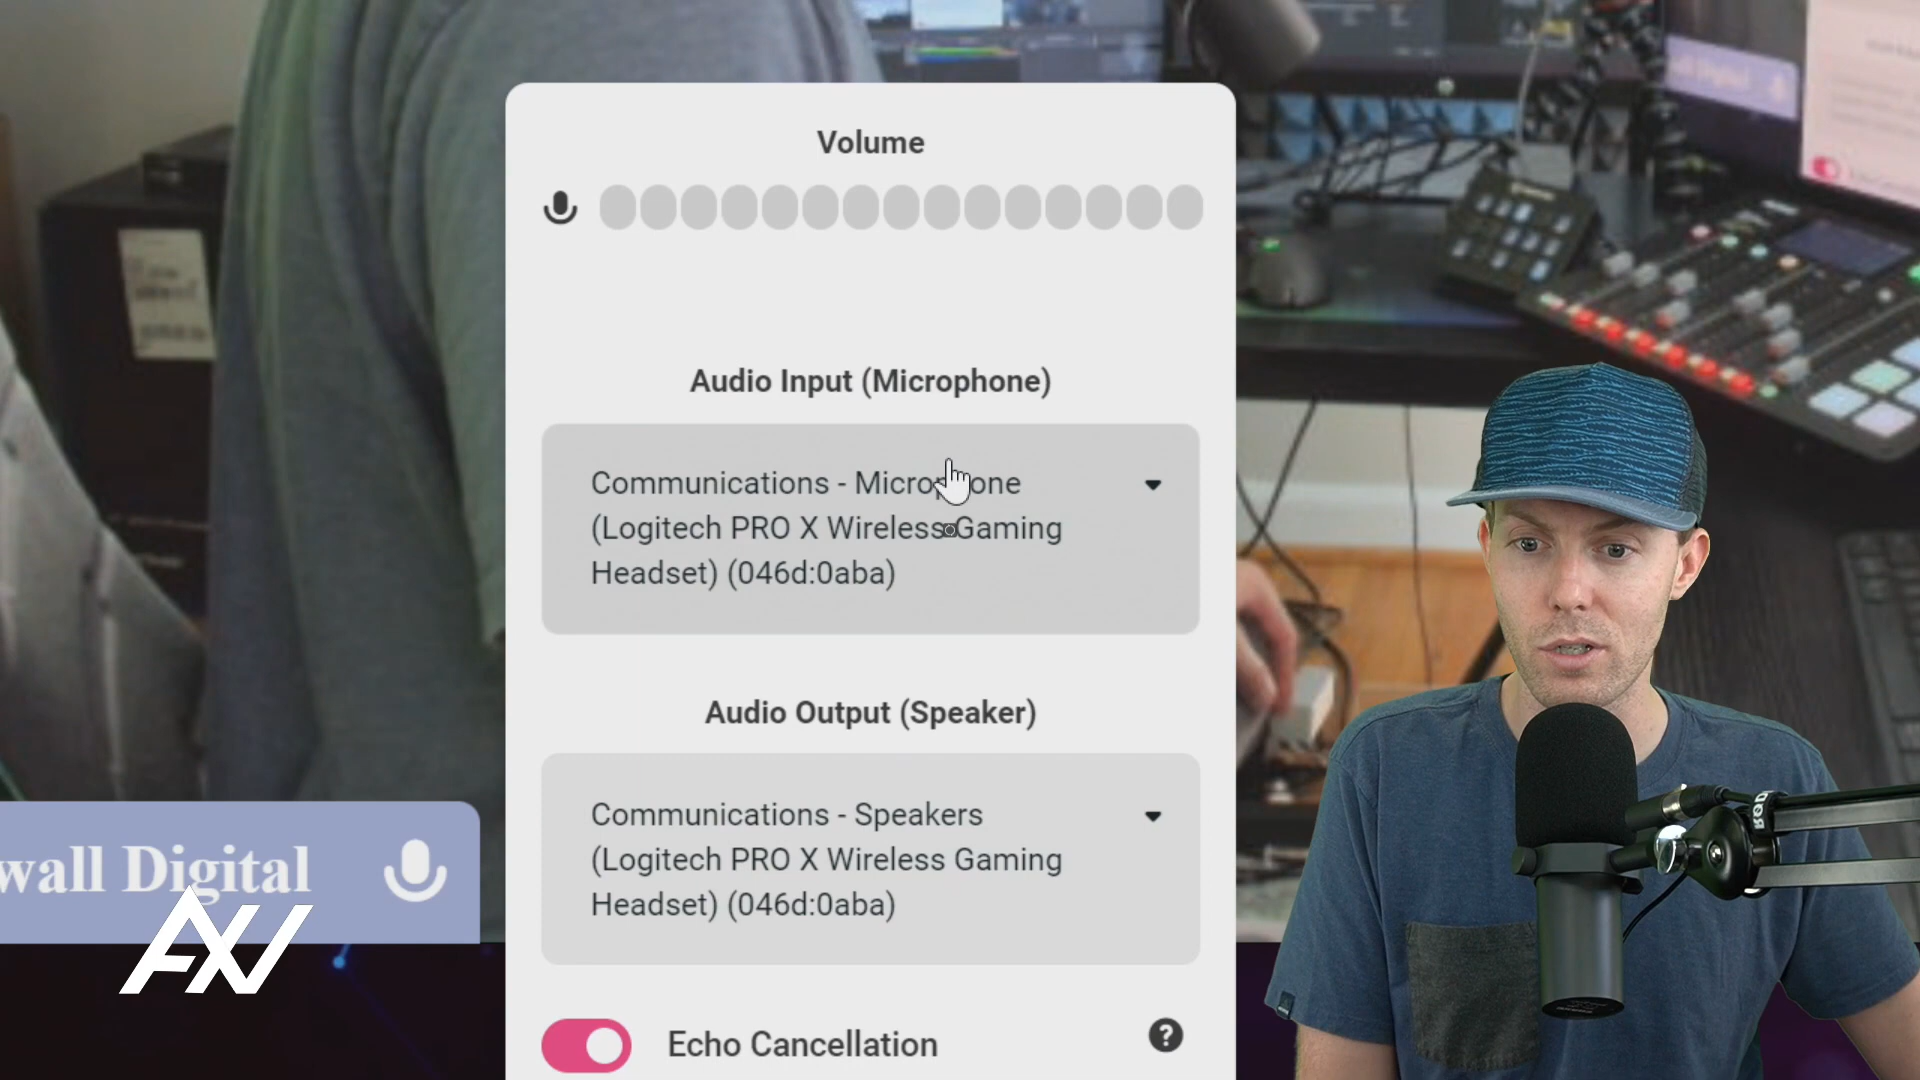 Volume
Audio Input (Microphone)
Communications - Microphone
(Logitech PRO X Wireless Gaming
Headset) (046d:0aba)
Audio Output (Speaker)
Communications - Speakers
(Logitech PRO X Wireless Gaming
Headset) (046d:0aba)
wall Digital
Echo Cancellation
?